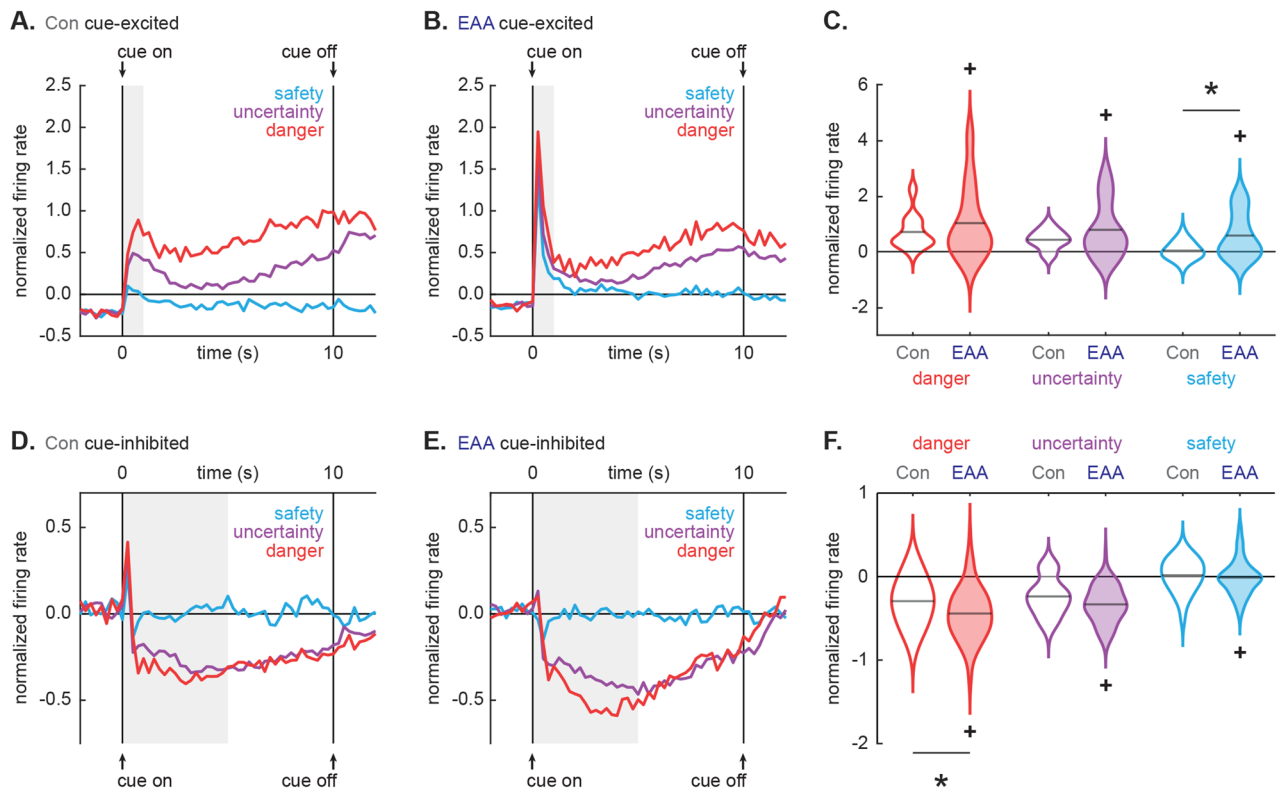 A. Con cue-excited
cue on
cue off
2.5
2.0
1.5
1.0
0.5
0.0
-0.5
normalized firing rate
safety
uncertainty
danger
0
time (s)
10
B. EAA cue-excited
cue on
cue off
2.5
2.0
1.5
1.0
0.5
0.0
-0.5
normalized firing rate
safety
uncertainty
danger
0
time (s)
10
C.
6
4
2
0
-2
normalized firing rate
+
+
*
+
Con EAA Con EAA Con EAA
danger uncertainty safety
D. Con cue-inhibited
0
time (s)
10
0.5
0.0
-0.5
normalized firing rate
safety
uncertainty
danger
cue on
cue off
E. EAA cue-inhibited
0
time (s)
10
0.5
0.0
-0.5
normalized firing rate
safety
uncertainty
danger
cue on
cue off
F.
danger uncertainty safety
Con EAA Con EAA Con EAA
1
0
-1
-2
normalized firing rate
+
+
+
*